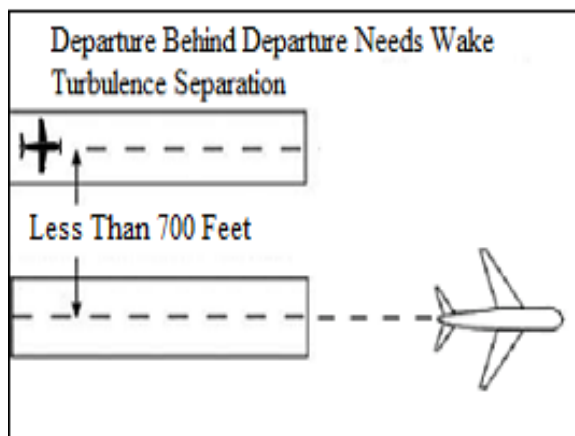 Departure Behind Departure Needs Wake
Turbulence Separation
Less Than 700 Feet